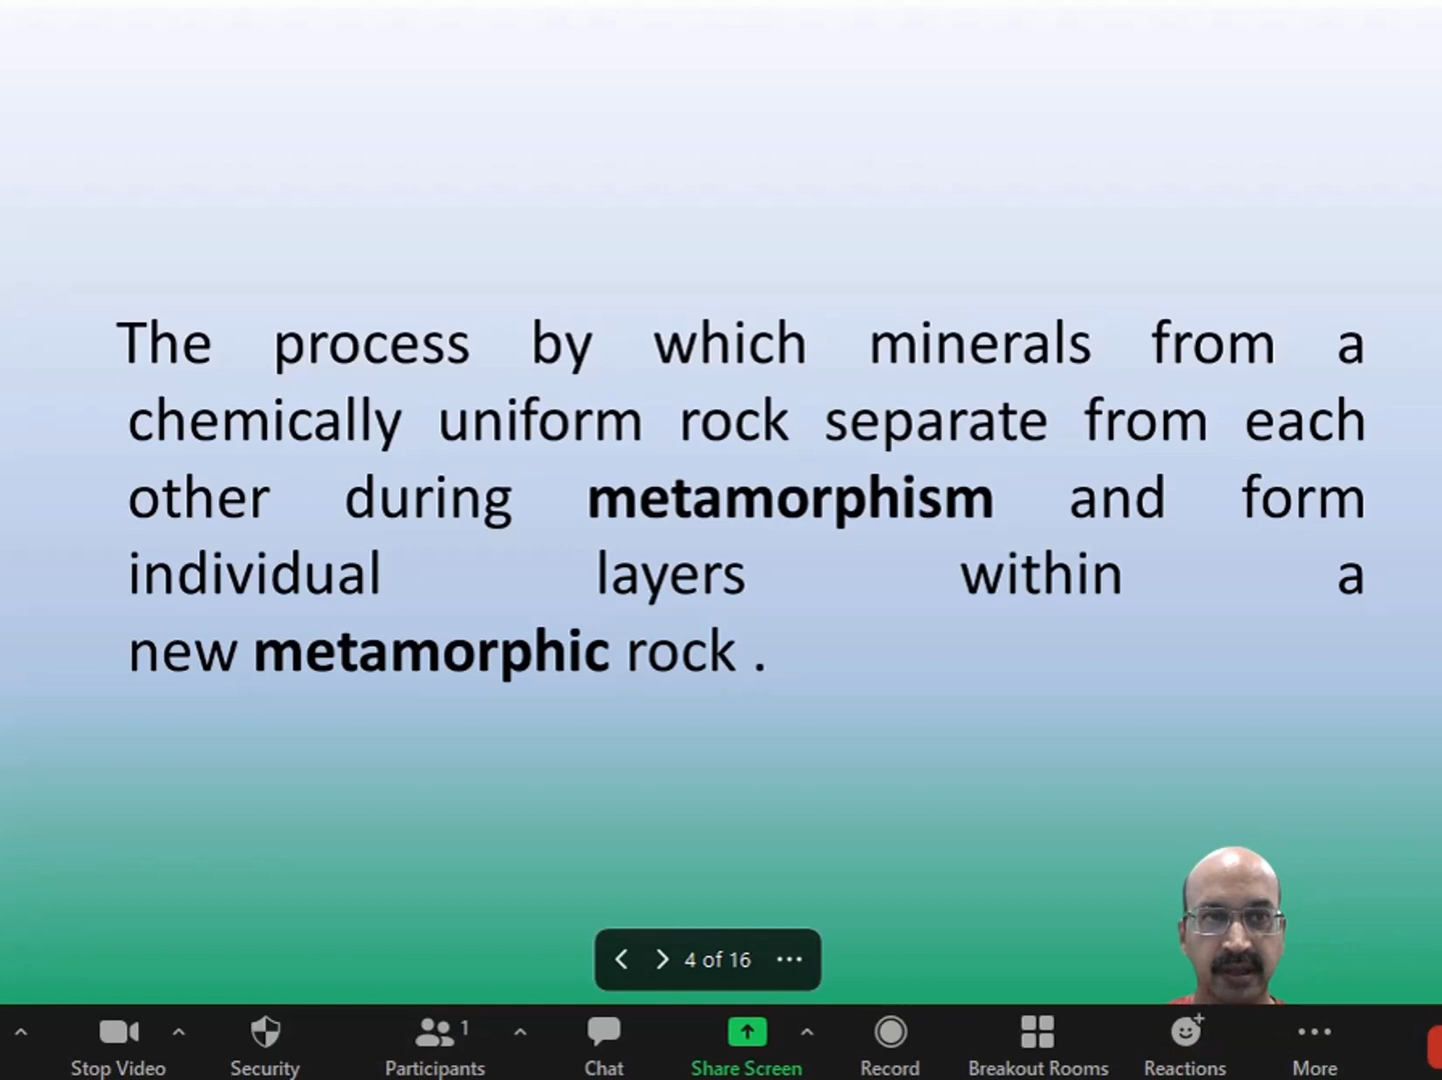 The process by which minerals from a
chemically uniform rock separate from each
other during metamorphism and form
individual layers within a
new metamorphic rock .
4 of 16
1
Stop Video Security Participants Chat Share Screen Record Breakout Rooms Reactions More